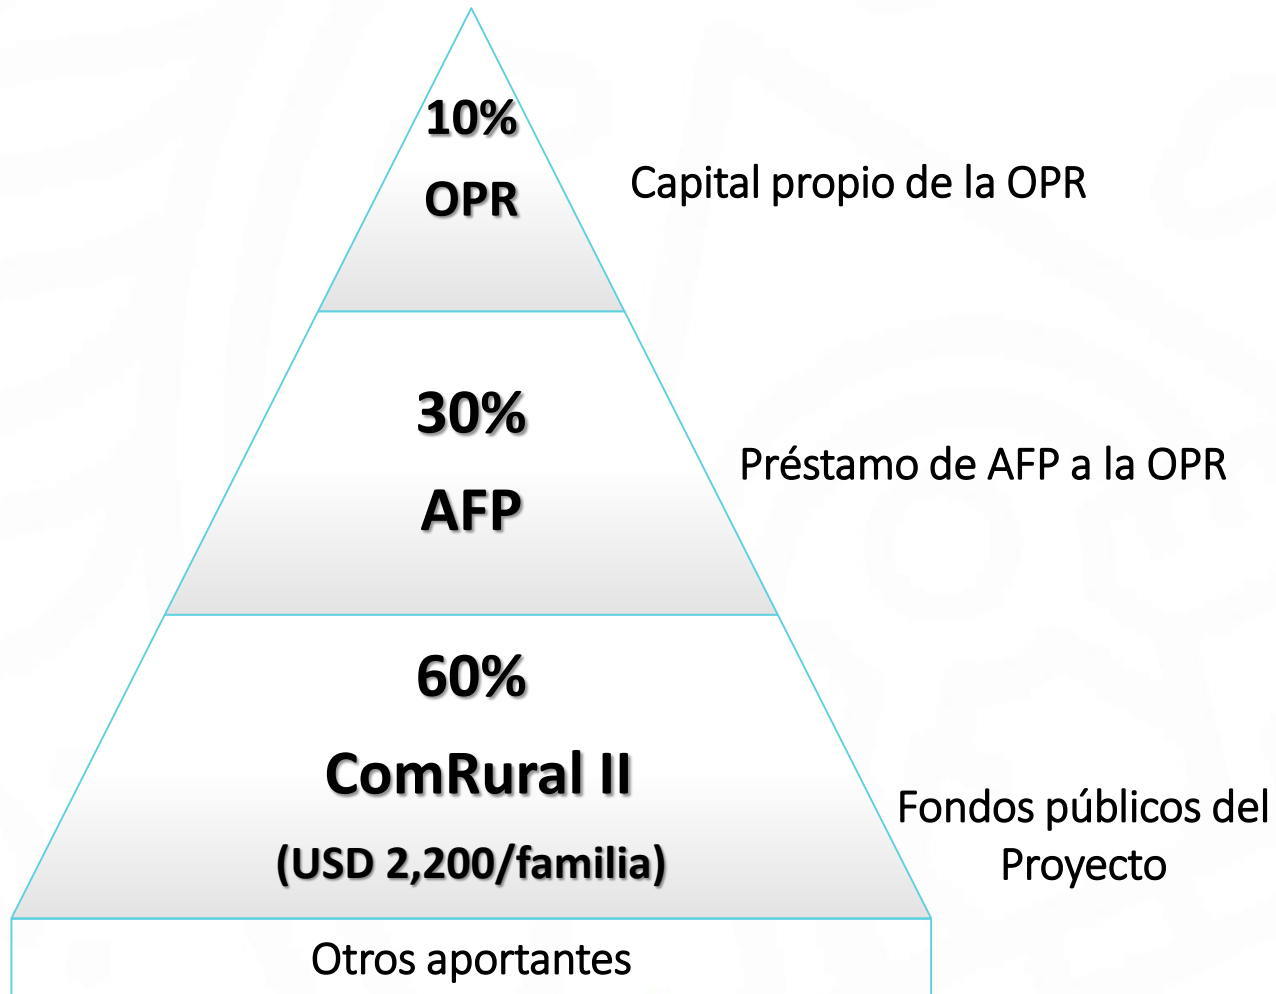 10%
OPR
Capital propio de la OPR
30%
AFP
Préstamo de AFP a la OPR
60%
ComRural II
(USD 2,200/familia)
Fondos públicos del
Proyecto
Otros aportantes